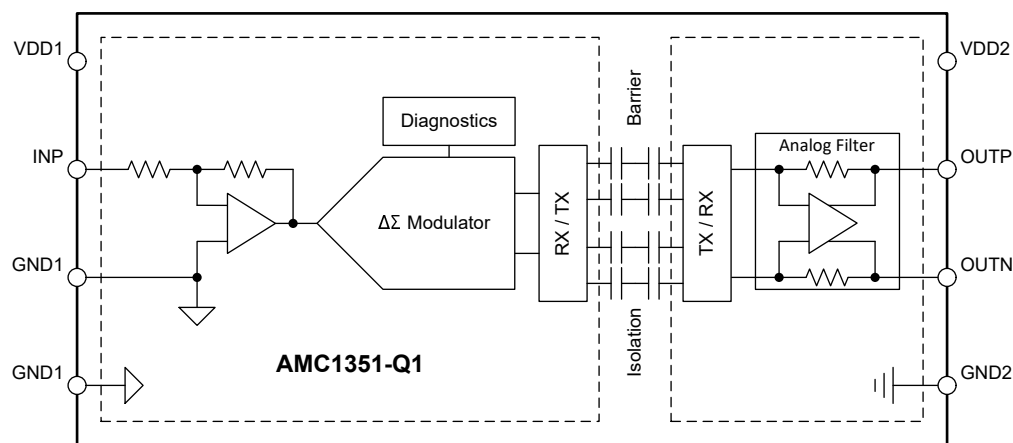 VDD1
VDD2
Diagnostics
Barrier
INP
Analog Filter
OUTP
ΔΣ Modulator
RX / TX
TX / RX
GND1
OUTN
Isolation
AMC1351-Q1
GND1
GND2